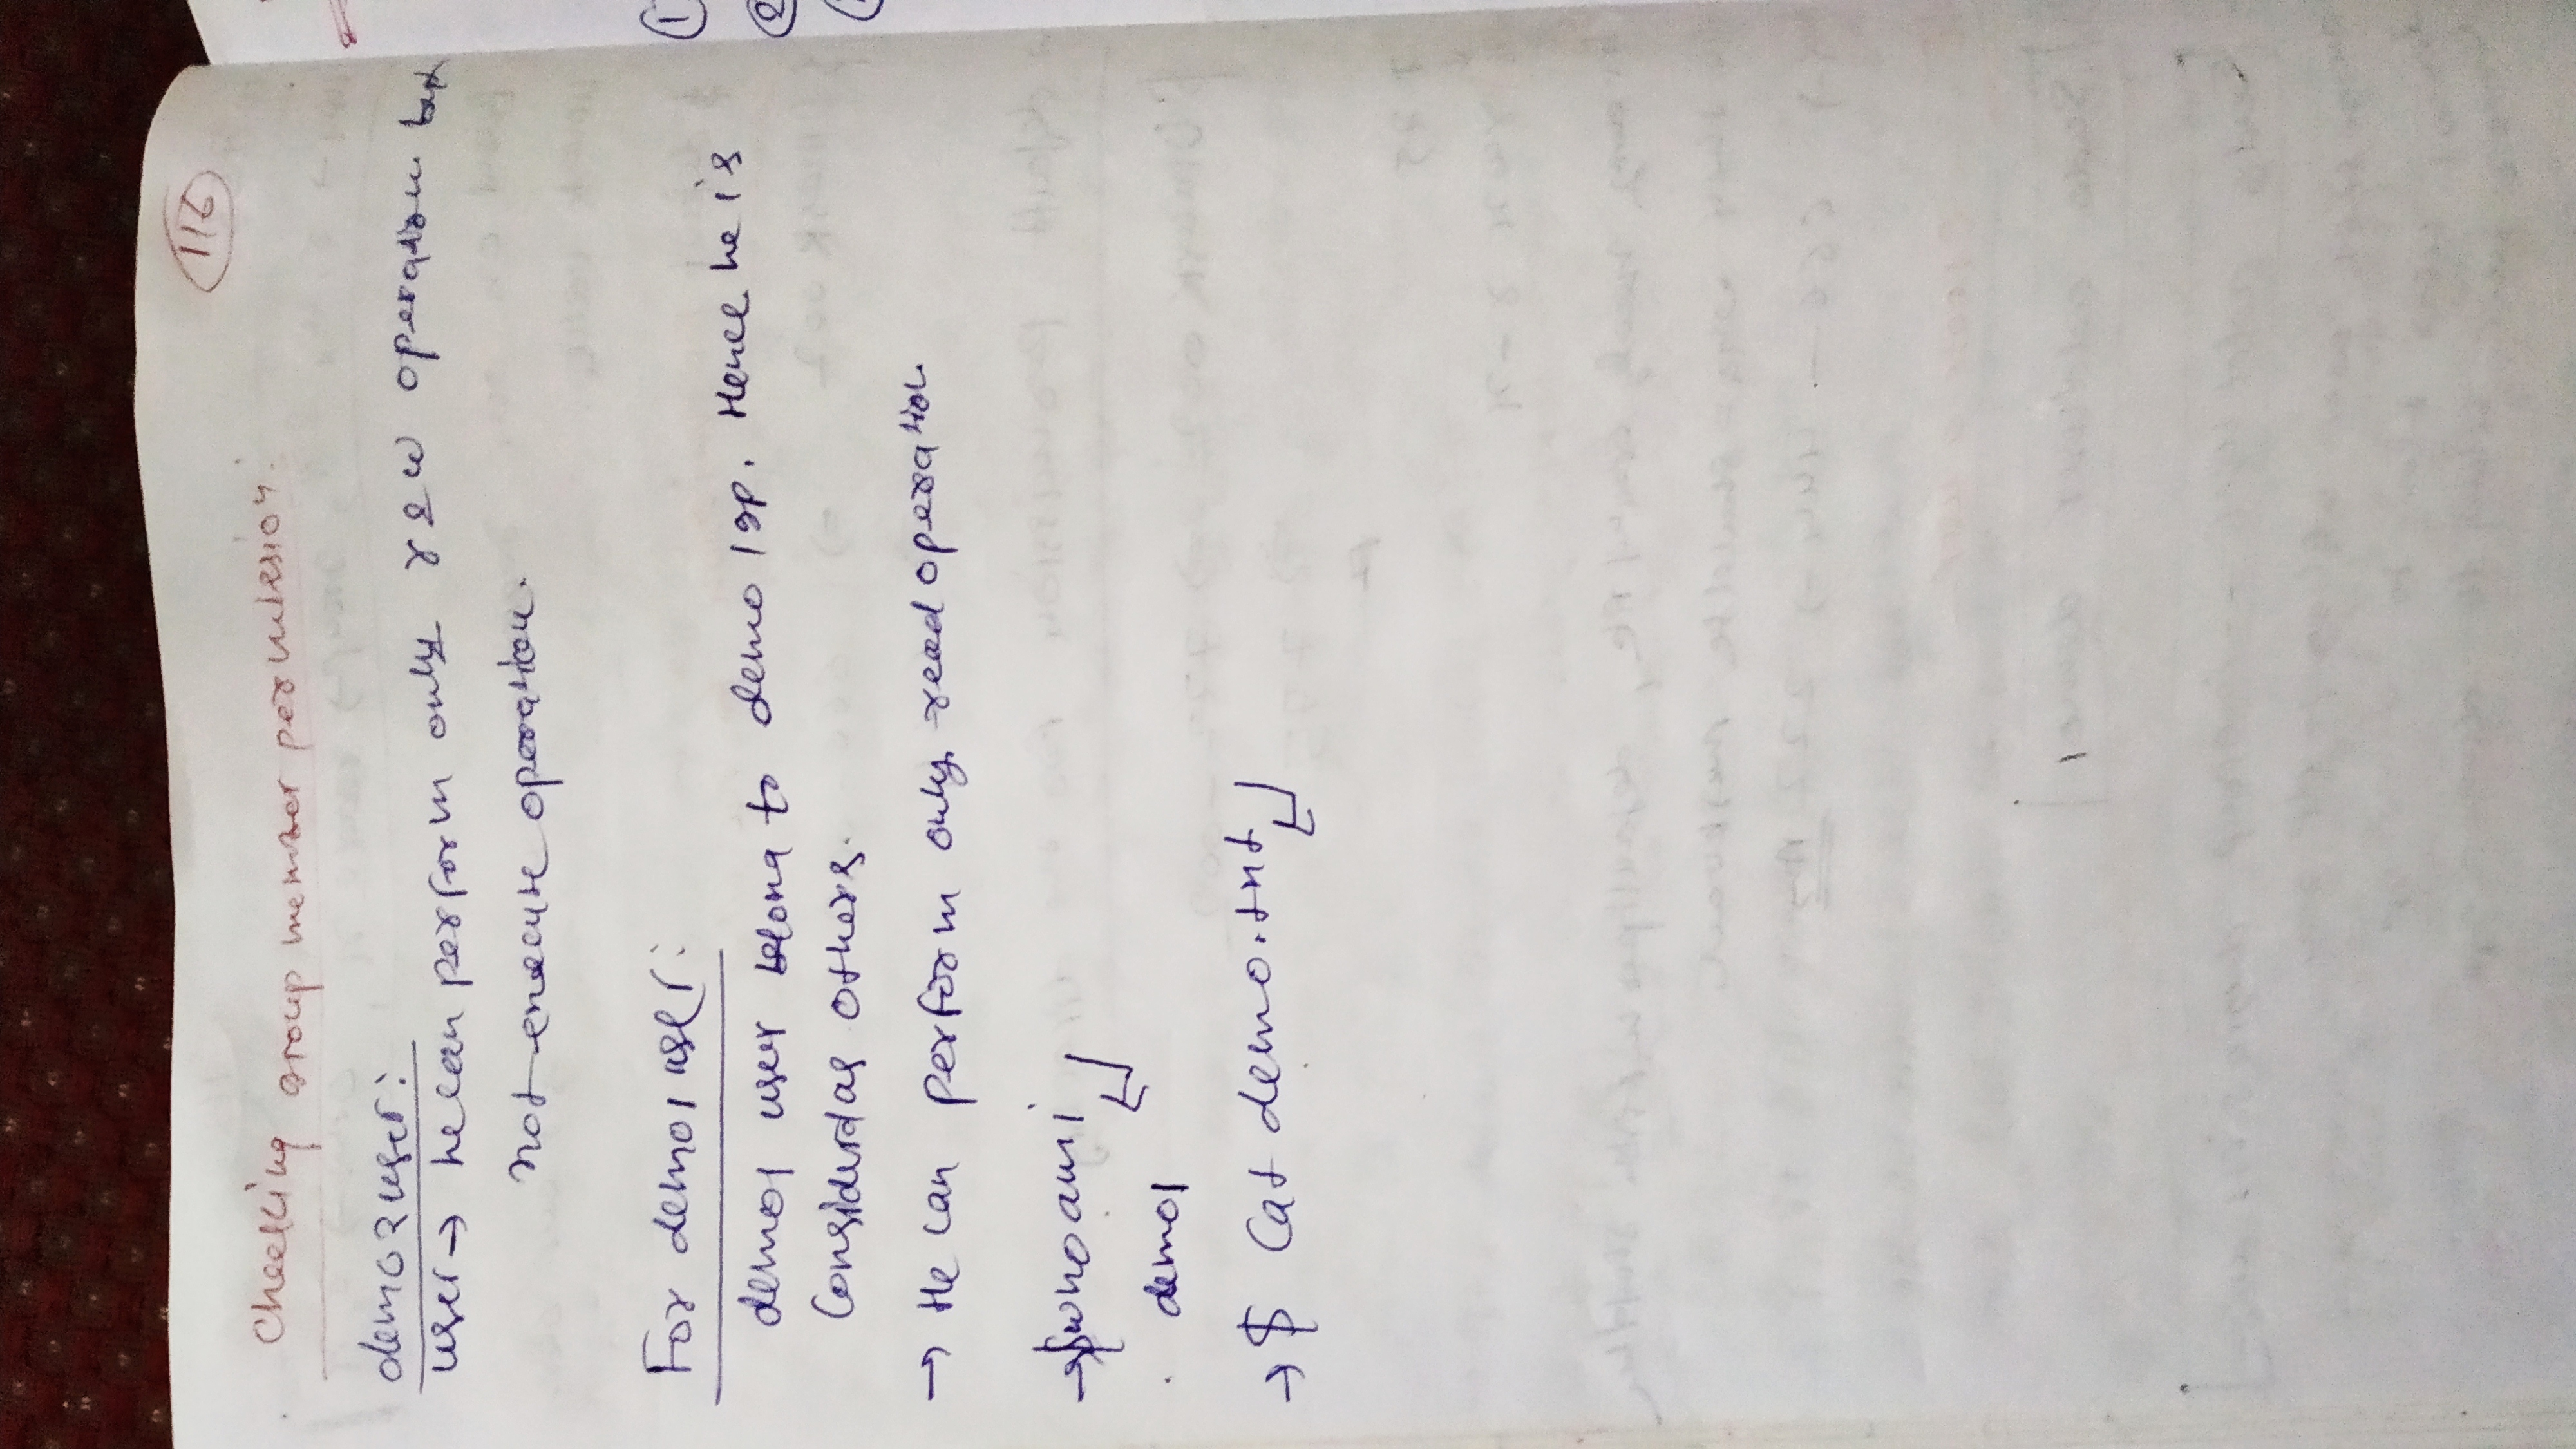 116
Checking group member permission:
demo2user:
user → he can perform only r & w operation but
not execute operation.
For demo1 user:
demo1 user belong to demo1 gp. Hence he is
Considerd as others.
→ He can perform only read operation
→ $whoami ↵
demo1
→ $ Cat demo.txt ↵